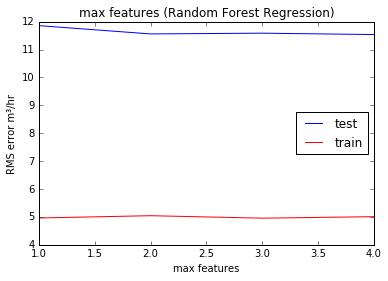 max features (Random Forest Regression)
12
11
10
9
8
7
6
5
4
RMS error m³/hr
test
train
1.0 1.5 2.0 2.5 3.0 3.5 4.0
max features